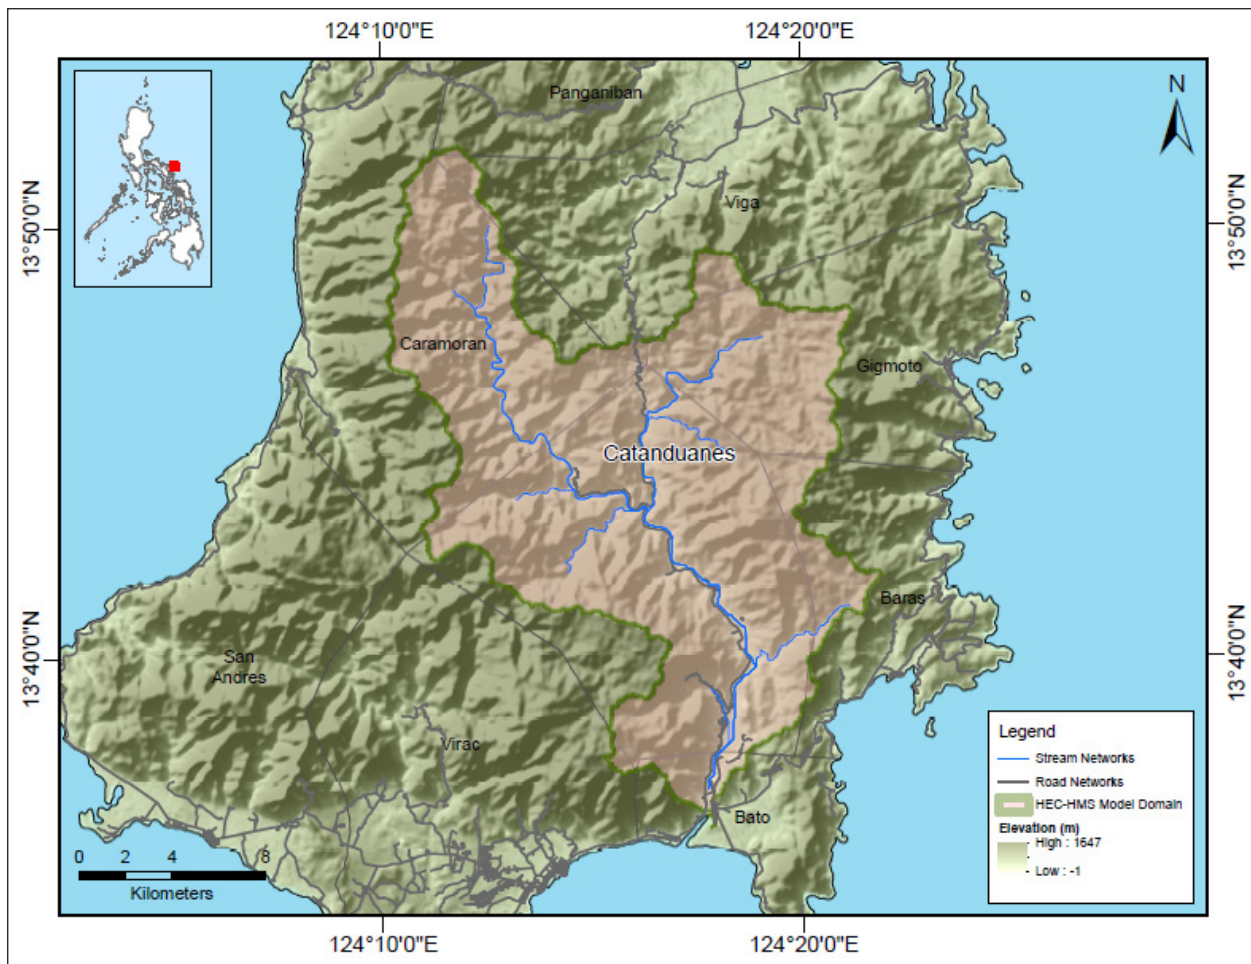 124°10'0"E
124°20'0"E
N
Panganiban
Viga
13°50'0"N
13°50'0"N
Caramoran
Gigmoto
Catanduanes
Baras
13°40'0"N
13°40'0"N
San
Andres
Virac
Bato
Legend
Stream Networks
Road Networks
HEC-HMS Model Domain
Elevation (m)
High : 1647
Low : -1
0 2 4 8
Kilometers
124°10'0"E
124°20'0"E